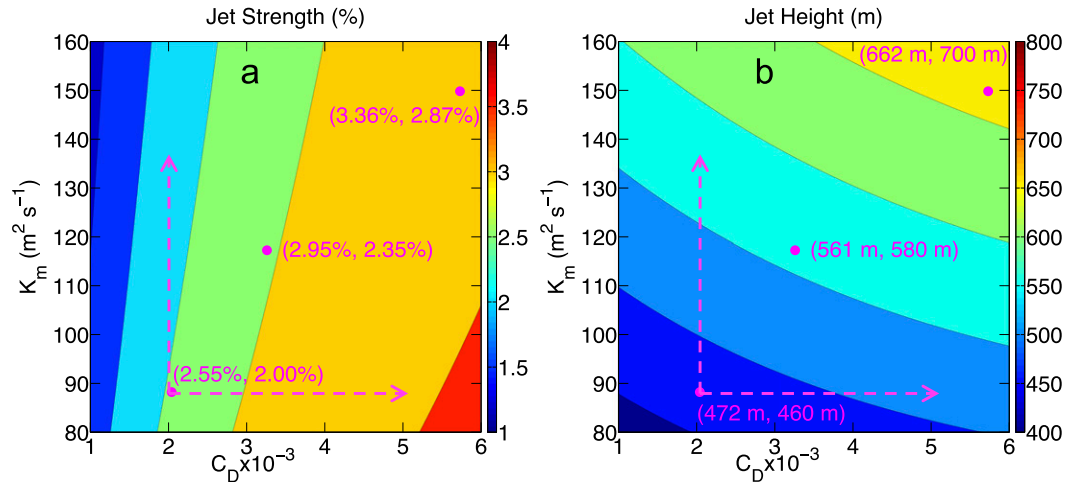 Jet Strength (%)
160
150
140
130
120
110
100
90
80
K_m (m² s⁻¹)
a
(3.36%, 2.87%)
(2.95%, 2.35%)
(2.55%, 2.00%)
1 2 3 4 5 6
C_D x10⁻³
4
3.5
3
2.5
2
1.5
1
Jet Height (m)
160
150
140
130
120
110
100
90
80
K_m (m² s⁻¹)
b
(662 m, 700 m)
(561 m, 580 m)
(472 m, 460 m)
1 2 3 4 5 6
C_D x10⁻³
800
750
700
650
600
550
500
450
400